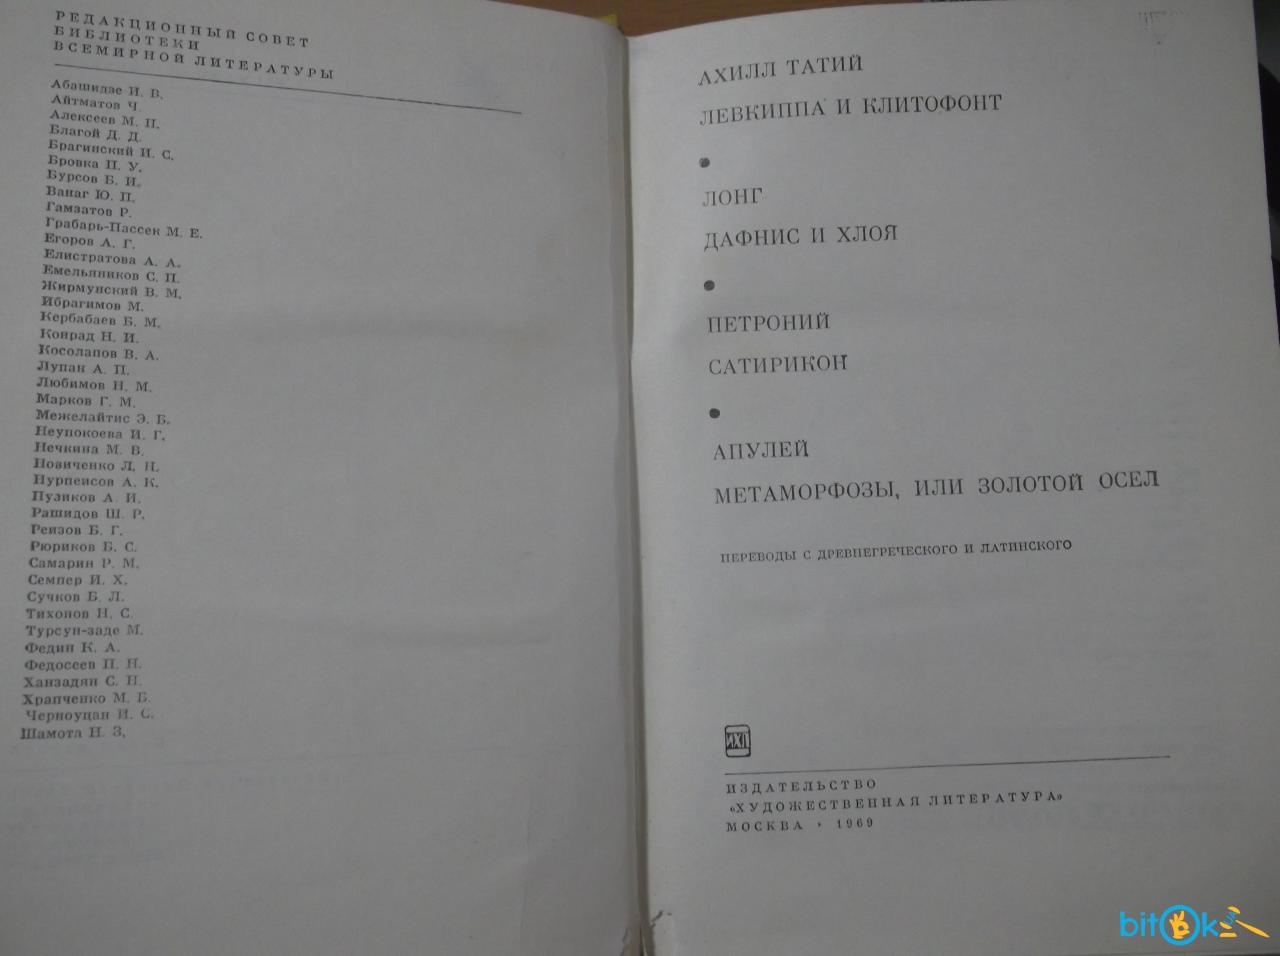 РЕДАКЦИОННЫЙ СОВЕТ
БИБЛИОТЕКИ
ВСЕМИРНОЙ ЛИТЕРАТУРЫ
Абашидзе И. В.
Айтматов Ч.
Алексеев М. П.
Благой Д. Д.
Брагинский И. С.
Бровка П. У.
Бурсов Б. И.
Ванаг Ю. П.
Гамзатов Р.
Грабарь-Пассек М. Е.
Егоров А. Г.
Елистратова А. А.
Емельяников С. П.
Жирмунский В. М.
Ибрагимов М.
Кербабаев Б. М.
Конрад Н. И.
Косолапов В. А.
Лупан А. П.
Любимов Н. М.
Марков Г. М.
Межелайтис Э. Б.
Неупокоева И. Г.
Нечкина М. В.
Новиченко Л. Н.
Нурпеисов А. К.
Пузиков А. И.
Рашидов Ш. Р.
Реизов Б. Г.
Рюриков Б. С.
Самарин Р. М.
Семпер И. Х.
Сучков Б. Л.
Тихонов Н. С.
Турсун-заде М.
Федин К. А.
Федосеев П. Н.
Ханзадян С. Н.
Храпченко М. Б.
Черноуцан И. С.
Шамота Н. З.
АХИЛЛ ТАТИЙ
ЛЕВКИППА И КЛИТОФОНТ
•
ЛОНГ
ДАФНИС И ХЛОЯ
•
ПЕТРОНИЙ
САТИРИКОН
•
АПУЛЕЙ
МЕТАМОРФОЗЫ, ИЛИ ЗОЛОТОЙ ОСЕЛ
ПЕРЕВОДЫ С ДРЕВНЕГРЕЧЕСКОГО И ЛАТИНСКОГО
ИХЛ
ИЗДАТЕЛЬСТВО
«ХУДОЖЕСТВЕННАЯ ЛИТЕРАТУРА»
МОСКВА • 1969
bitOk